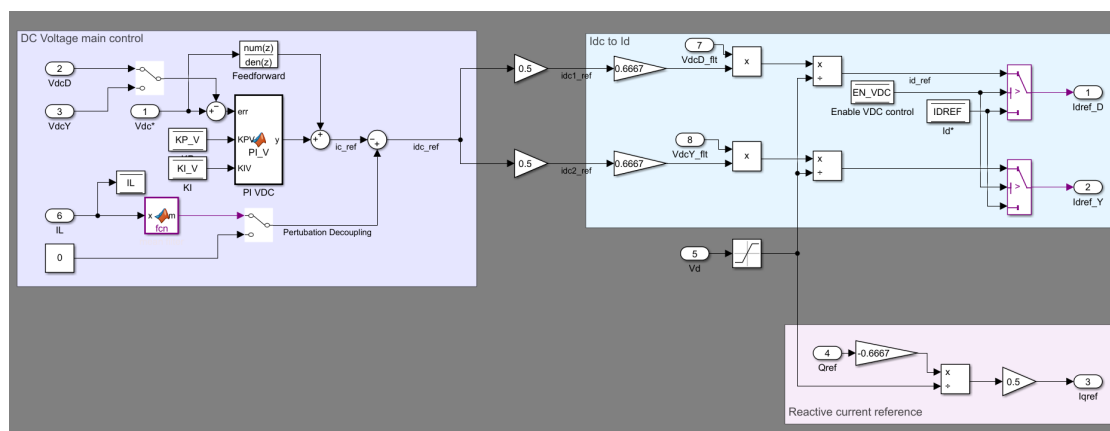 DC Voltage main control
2
VdcD
3
VdcY
1
Vdc*
num(z)
den(z)
Feedforward
err
KPV
PI_V
y
KIV
PI VDC
KP_V
KI_V
KI
ic_ref
idc_ref
IL
6
IL
x
m
fcn
0
Pertubation Decoupling
0.5
idc1_ref
0.5
idc2_ref
Idc to Id
0.6667
7
VdcD_flt
x
x
÷
id_ref
EN_VDC
Enable VDC control
IDREF
Id*
>
1
Idref_D
0.6667
8
VdcY_flt
x
x
÷
>
2
Idref_Y
5
Vd
4
Qref
-0.6667
x
÷
0.5
3
Iqref
Reactive current reference